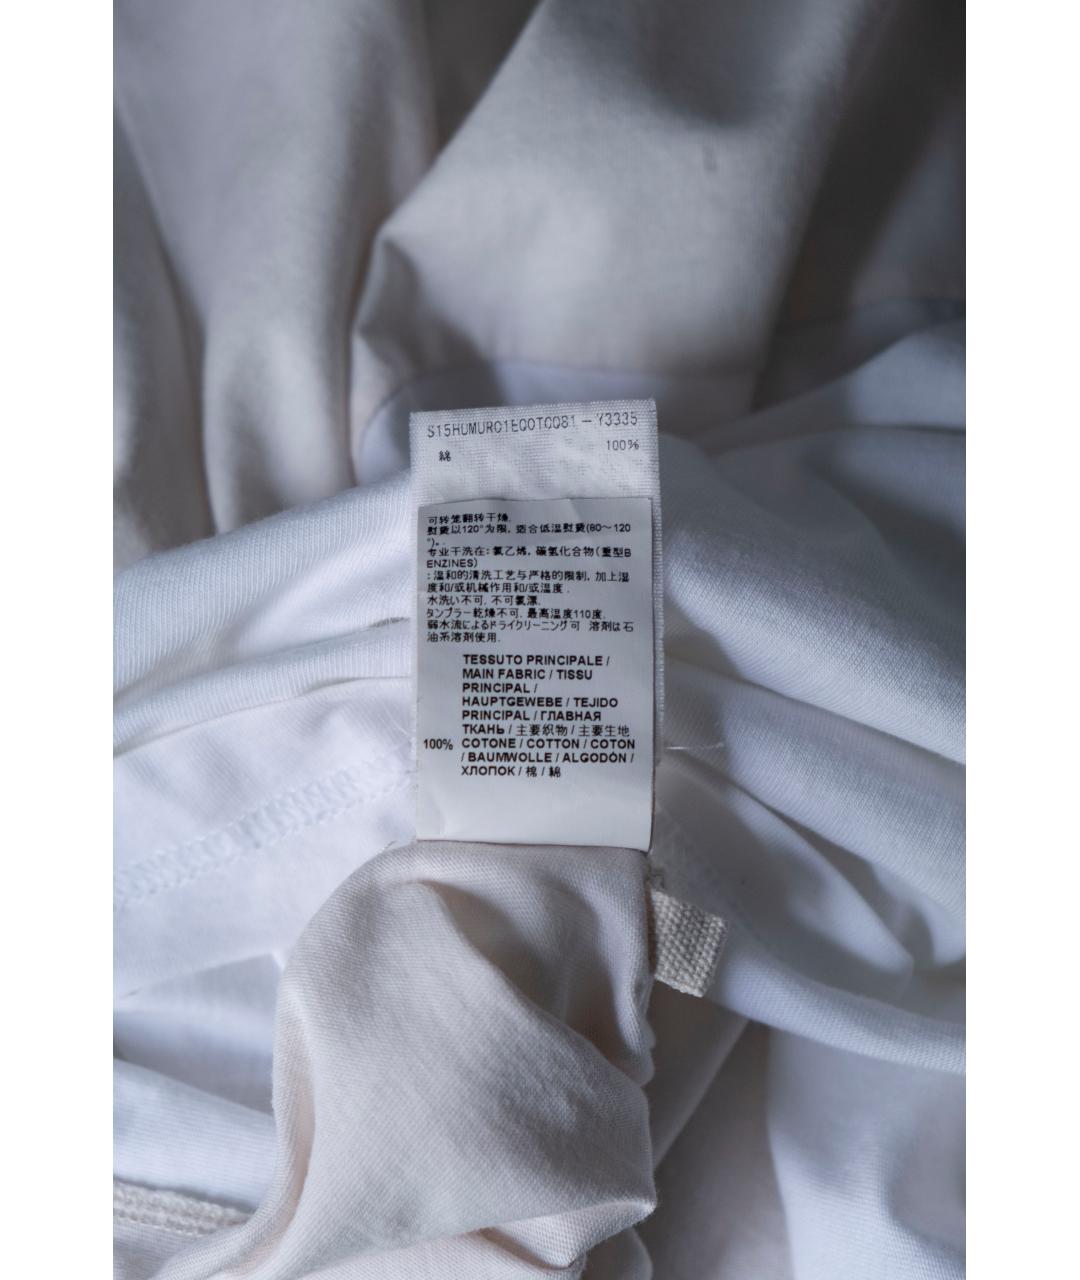 S15HUMUR01EGOTC081 – Y3335
綿 100%
可转笼翻转干燥.
熨燙以120°为限, 适合低温熨燙(80～120
°)。.
专业干洗在: 氯乙烯, 碳氢化合物(重型B
ENZINES)
: 温和的清洗工艺与严格的限制, 加上湿
度和/或机械作用和/或温度 .
水洗い不可. 不可氯漂.
タンブラー乾燥不可. 最高温度110度.
弱水流によるドライクリーニング可 溶剤は石
油系溶剤使用.
TESSUTO PRINCIPALE /
MAIN FABRIC / TISSU
PRINCIPAL /
HAUPTGEWEBE / TEJIDO
PRINCIPAL / ГЛАВНАЯ
ТКАНЬ / 主要织物 / 主要生地
100% COTONE / COTTON / COTON
/ BAUMWOLLE / ALGODÓN /
ХЛОПОК / 棉 / 綿